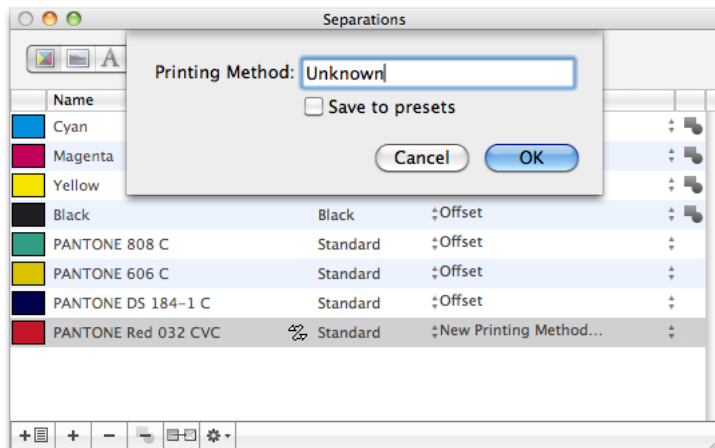 Separations
A
Printing Method: Unknown
Save to presets
Cancel OK
Name
Cyan
Magenta
Yellow
Black Black Offset
PANTONE 808 C Standard Offset
PANTONE 606 C Standard Offset
PANTONE DS 184-1 C Standard Offset
PANTONE Red 032 CVC Standard New Printing Method...